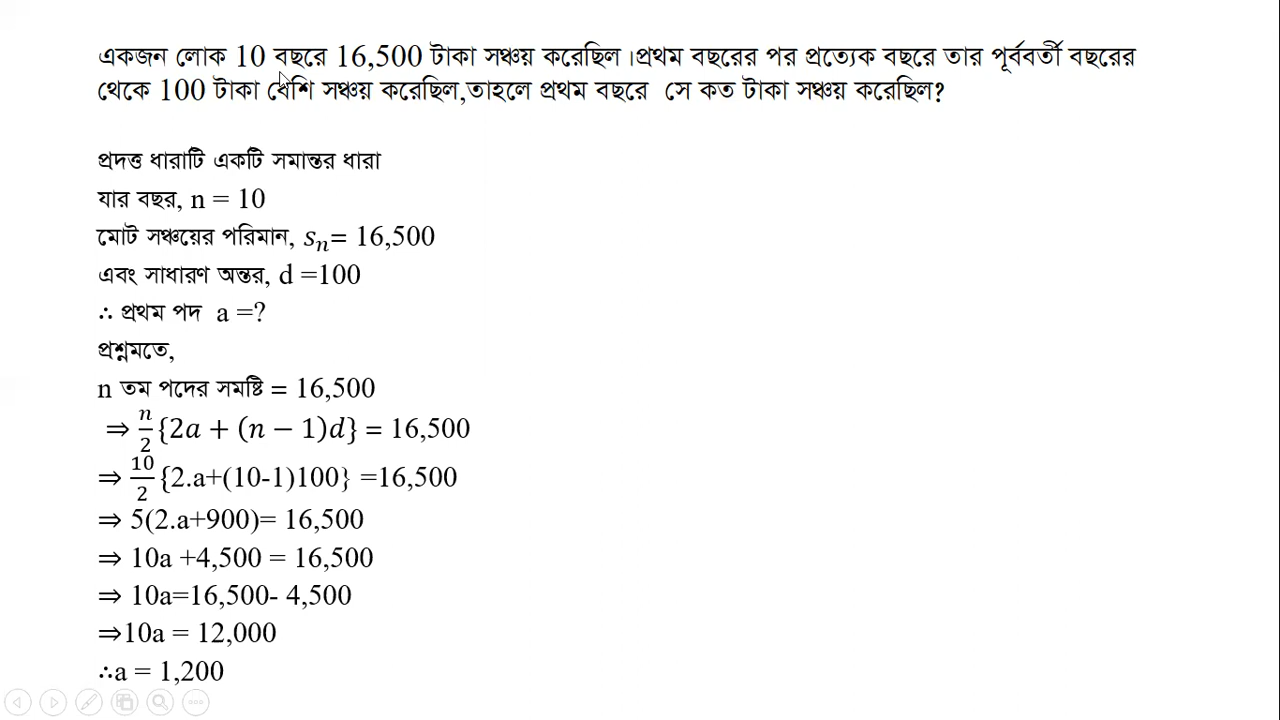 একজন লোক 10 বছরে 16,500 টাকা সঞ্চয় করেছিল।প্রথম বছরের পর প্রত্যেক বছরে তার পূর্ববর্তী বছরের
থেকে 100 টাকা বেশি সঞ্চয় করেছিল,তাহলে প্রথম বছরে সে কত টাকা সঞ্চয় করেছিল?
প্রদত্ত ধারাটি একটি সমান্তর ধারা
যার বছর, n = 10
মোট সঞ্চয়ের পরিমান, sₙ= 16,500
এবং সাধারণ অন্তর, d =100
∴ প্রথম পদ a =?
প্রশ্নমতে,
n তম পদের সমষ্টি = 16,500
⇒ n/2 {2a + (n − 1)d} = 16,500
⇒ 10/2 {2.a+(10-1)100} =16,500
⇒ 5(2.a+900)= 16,500
⇒ 10a +4,500 = 16,500
⇒ 10a=16,500- 4,500
⇒10a = 12,000
∴a = 1,200